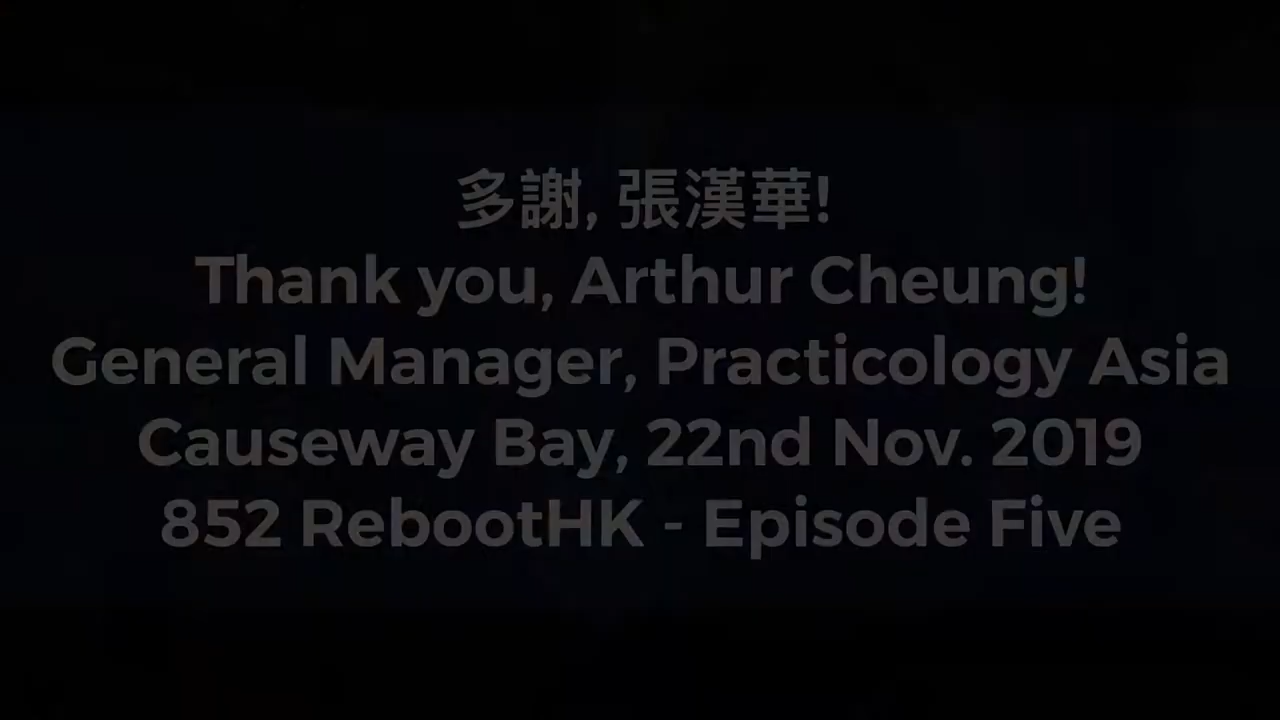 多謝, 張漢華!
Thank you, Arthur Cheung!
General Manager, Practicology Asia
Causeway Bay, 22nd Nov. 2019
852 RebootHK - Episode Five